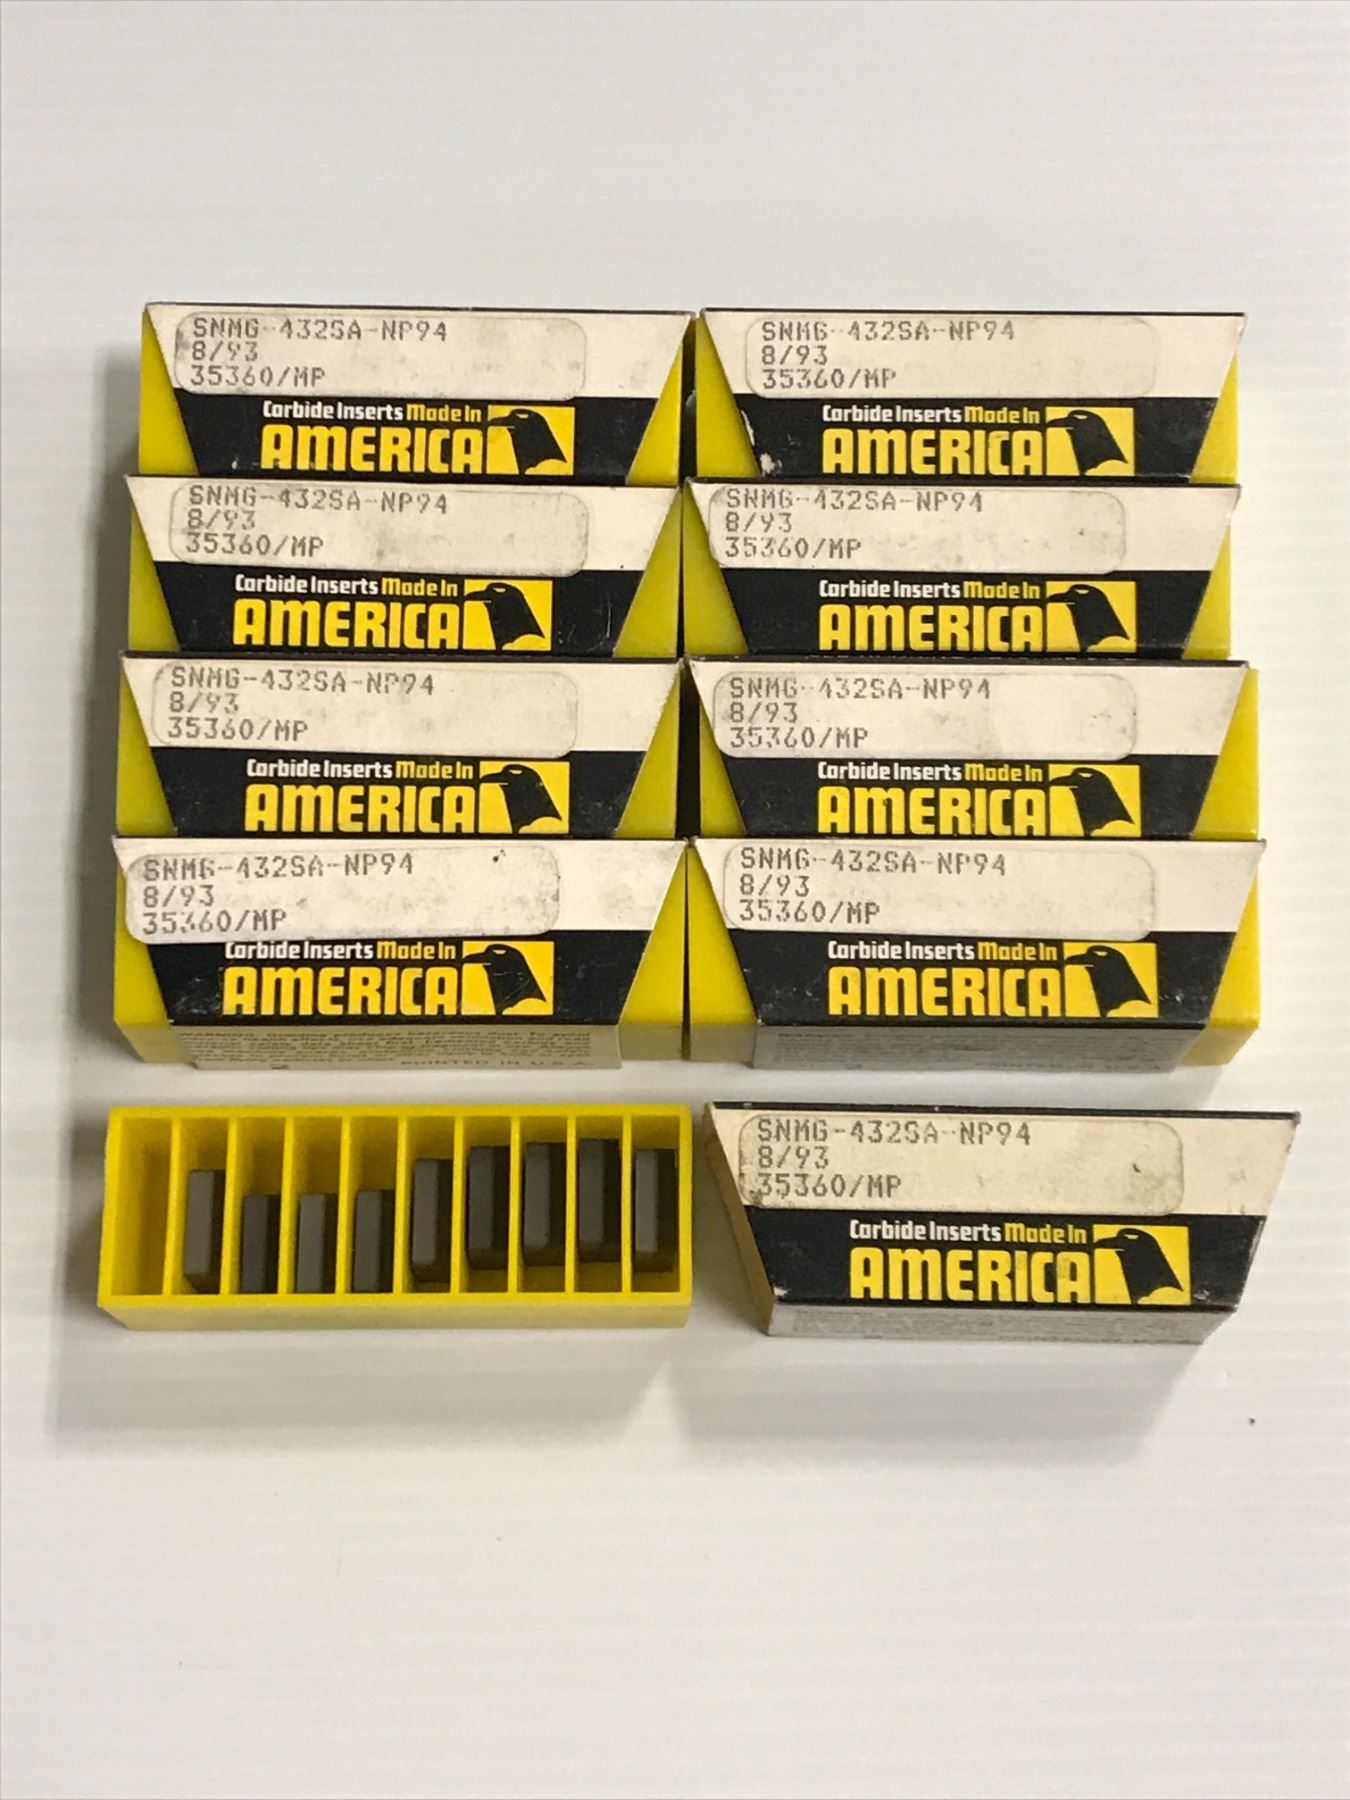 SNMG-432SA-NP94
8/93
35360/MP
Carbide Inserts Made In
AMERICA
SNMG-432SA-NP94
8/93
35360/MP
Carbide Inserts Made In
AMERICA
SNMG-432SA-NP94
8/93
35360/MP
Carbide Inserts Made In
AMERICA
SNMG-432SA-NP94
8/93
35360/MP
Carbide Inserts Made In
AMERICA
SNMG-432SA-NP94
8/93
35360/MP
Carbide Inserts Made In
AMERICA
SNMG-432SA-NP94
8/93
35360/MP
Carbide Inserts Made In
AMERICA
SNMG-432SA-NP94
8/93
35360/MP
Carbide Inserts Made In
AMERICA
PRINTED IN U.S.A.
SNMG-432SA-NP94
8/93
35360/MP
Carbide Inserts Made In
AMERICA
PRINTED IN U.S.A.
SNMG-432SA-NP94
8/93
35360/MP
Carbide Inserts Made In
AMERICA